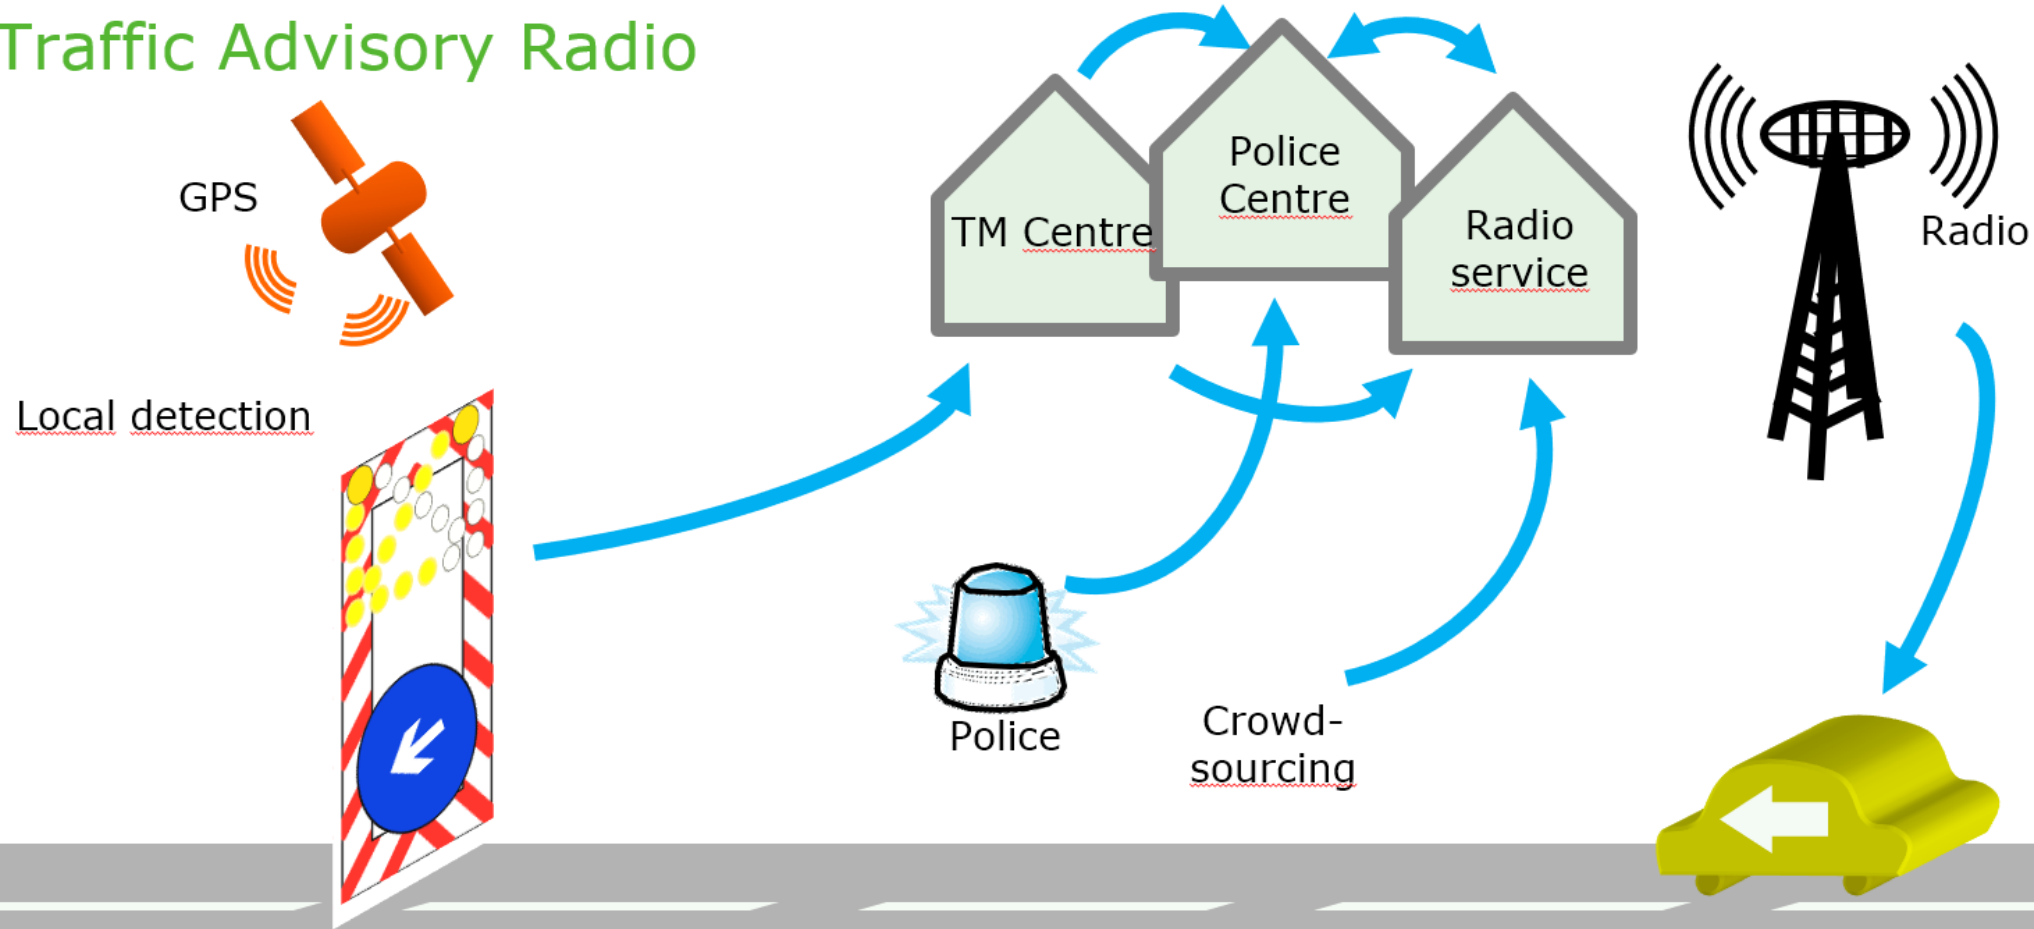 Traffic Advisory Radio
GPS
Local detection
TM Centre
Police
Centre
Radio
service
Radio
Police
Crowd-
sourcing